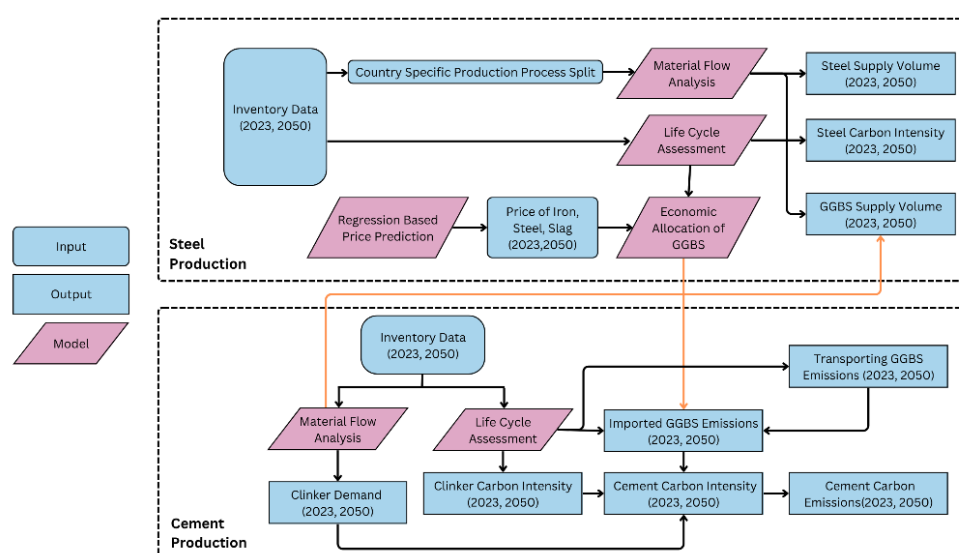 Country Specific Production Process Split
Material Flow
Analysis
Steel Supply Volume
(2023, 2050)
Inventory Data
(2023, 2050)
Life Cycle
Assessment
Steel Carbon Intensity
(2023, 2050)
Regression Based
Price Prediction
Price of Iron,
Steel, Slag
(2023,2050)
Economic
Allocation of
GGBS
GGBS Supply Volume
(2023, 2050)
Steel
Production
Input
Output
Model
Inventory Data
(2023, 2050)
Transporting GGBS
Emissions (2023, 2050)
Material Flow
Analysis
Life Cycle
Assessment
Imported GGBS Emissions
(2023, 2050)
Clinker Demand
(2023, 2050)
Clinker Carbon Intensity
(2023, 2050)
Cement Carbon Intensity
(2023, 2050)
Cement Carbon
Emissions(2023, 2050)
Cement
Production